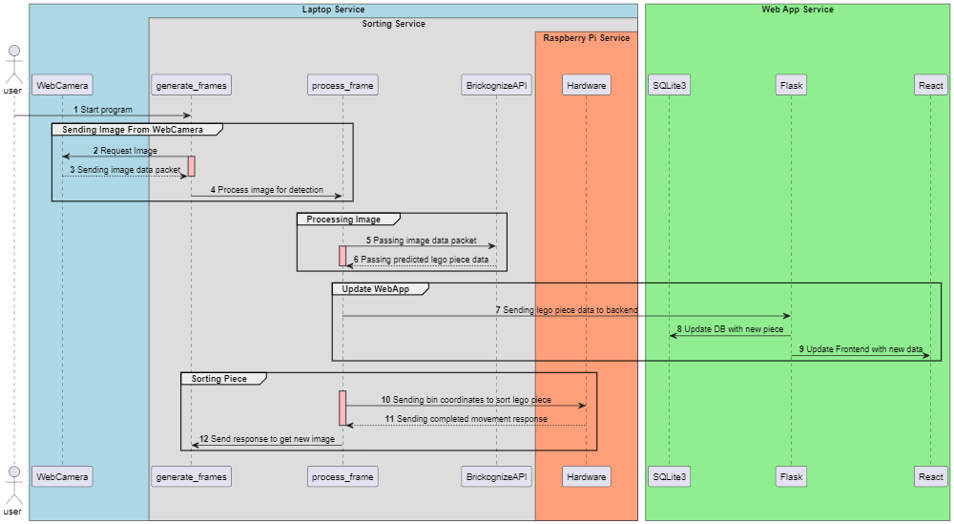 Laptop Service
Web App Service
Sorting Service
Raspberry Pi Service
user
WebCamera
generate_frames
process_frame
BrickognizeAPI
Hardware
SQLite3
Flask
React
1 Start program
Sending Image From WebCamera
2 Request Image
3 Sending image data packet
4 Process image for detection
Processing Image
5 Passing image data packet
6 Passing predicted lego piece data
Update WebApp
7 Sending lego piece data to backend
8 Update DB with new piece
9 Update Frontend with new data
Sorting Piece
10 Sending bin coordinates to sort lego piece
11 Sending completed movement response
12 Send response to get new image
WebCamera
generate_frames
process_frame
BrickognizeAPI
Hardware
SQLite3
Flask
React
user